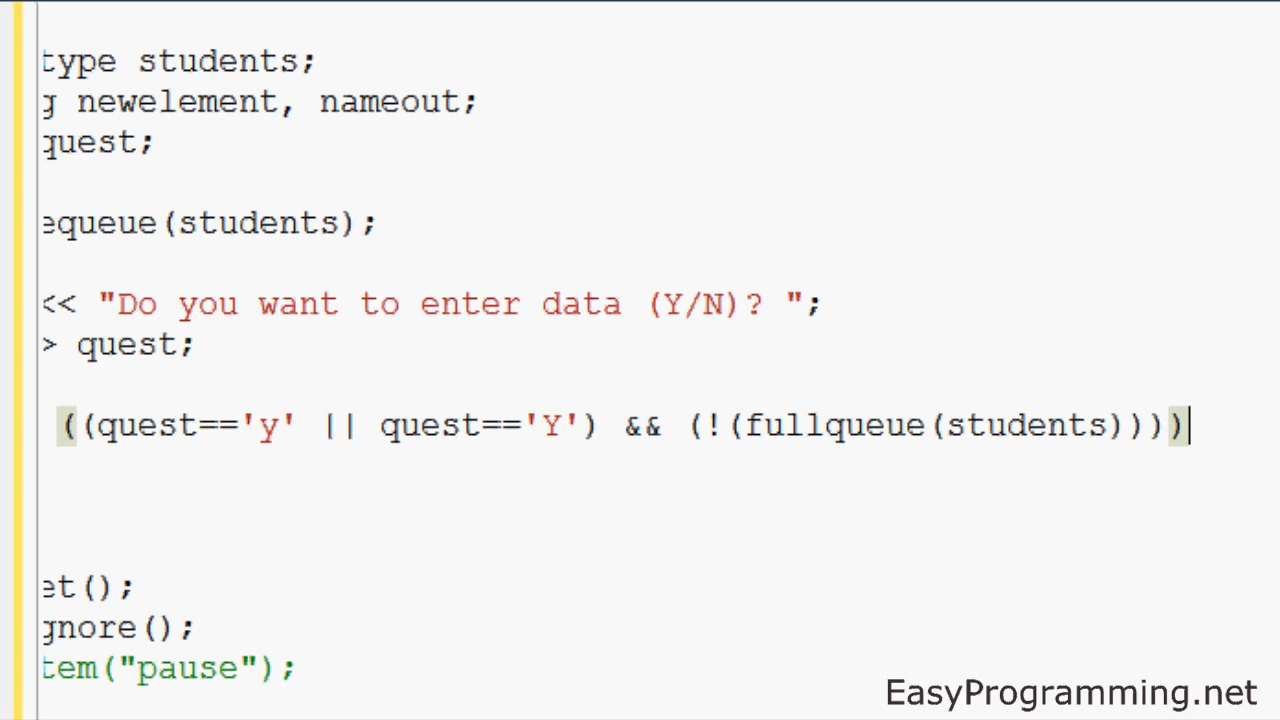 type students;
g newelement, nameout;
quest;
equeue(students);
<< "Do you want to enter data (Y/N)? ";
> quest;
((quest=='y' || quest=='Y') && (!(fullqueue(students))))
et();
gnore();
tem("pause");
EasyProgramming.net